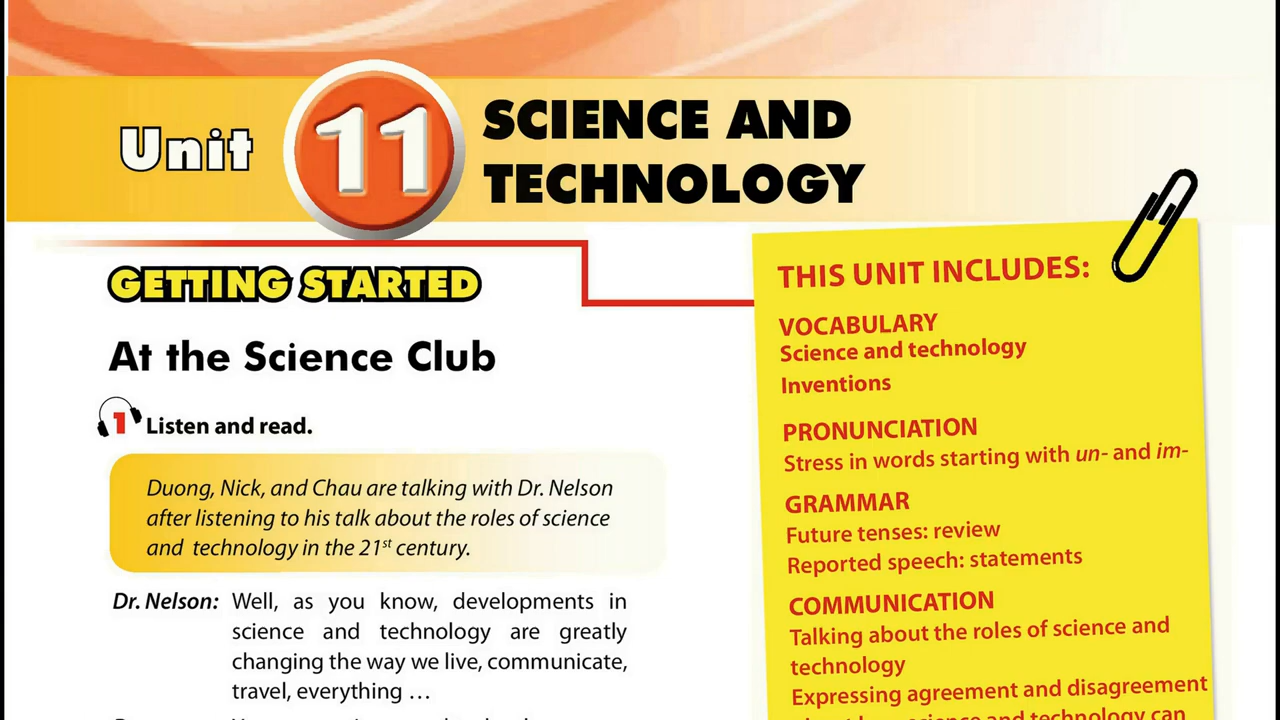 Unit 11 SCIENCE AND
TECHNOLOGY
GETTING STARTED
At the Science Club
1 Listen and read.
Duong, Nick, and Chau are talking with Dr. Nelson
after listening to his talk about the roles of science
and technology in the 21st century.
Dr. Nelson: Well, as you know, developments in
science and technology are greatly
changing the way we live, communicate,
travel, everything …
THIS UNIT INCLUDES:
VOCABULARY
Science and technology
Inventions
PRONUNCIATION
Stress in words starting with un- and im-
GRAMMAR
Future tenses: review
Reported speech: statements
COMMUNICATION
Talking about the roles of science and
technology
Expressing agreement and disagreement
science and technology can